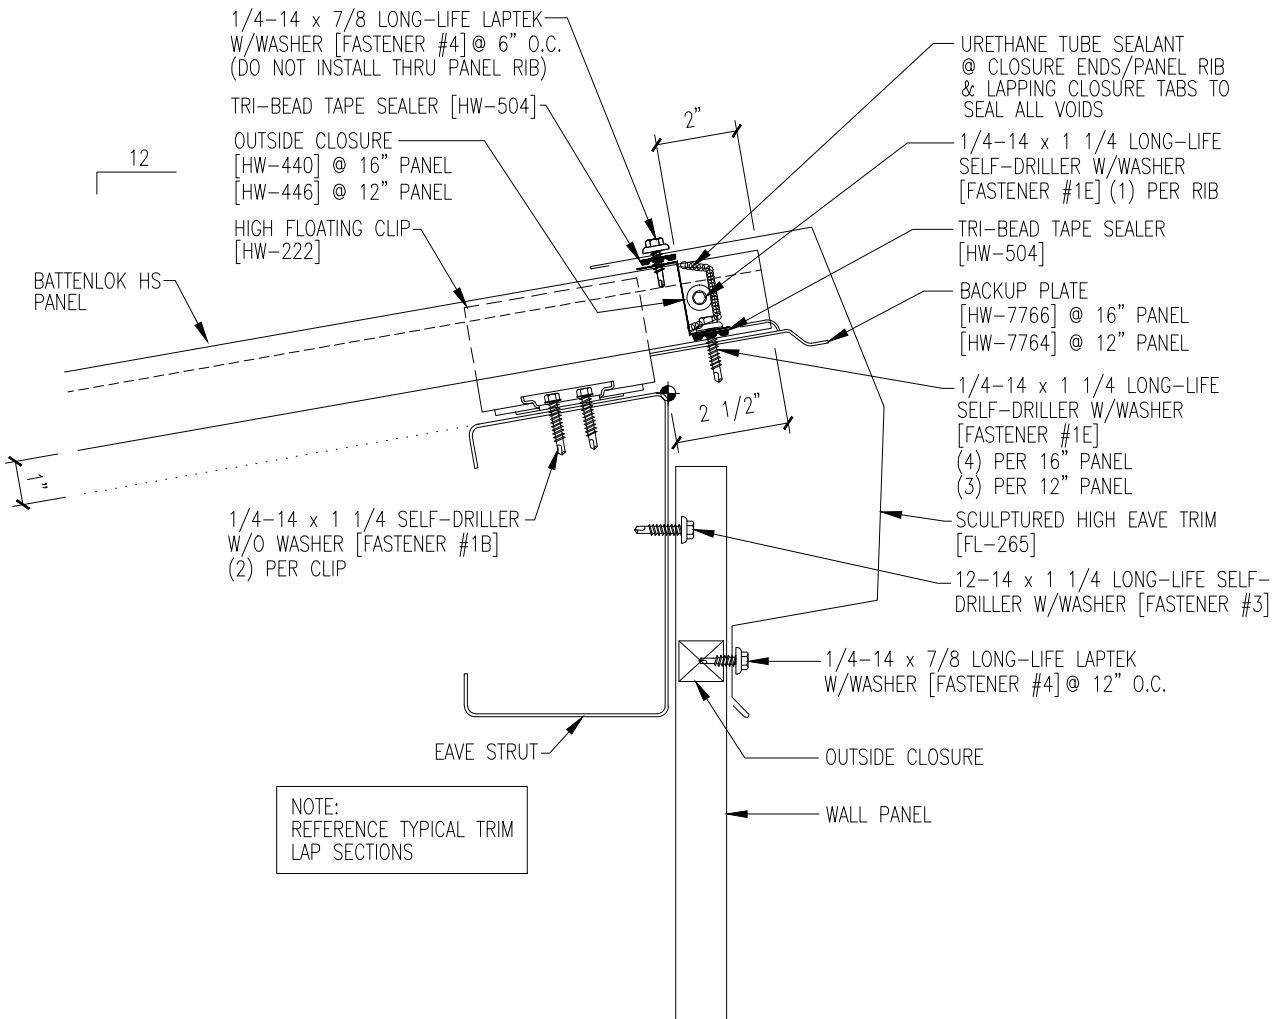 1/4-14 x 7/8 LONG-LIFE LAPTEK
W/WASHER [FASTENER #4] @ 6" O.C.
(DO NOT INSTALL THRU PANEL RIB)
TRI-BEAD TAPE SEALER [HW-504]
OUTSIDE CLOSURE
[HW-440] @ 16" PANEL
[HW-446] @ 12" PANEL
HIGH FLOATING CLIP
[HW-222]
12
BATTENLOK HS
PANEL
2"
URETHANE TUBE SEALANT
@ CLOSURE ENDS/PANEL RIB
& LAPPING CLOSURE TABS TO
SEAL ALL VOIDS
1/4-14 x 1 1/4 LONG-LIFE
SELF-DRILLER W/WASHER
[FASTENER #1E] (1) PER RIB
TRI-BEAD TAPE SEALER
[HW-504]
BACKUP PLATE
[HW-7766] @ 16" PANEL
[HW-7764] @ 12" PANEL
1/4-14 x 1 1/4 LONG-LIFE
SELF-DRILLER W/WASHER
[FASTENER #1E]
(4) PER 16" PANEL
(3) PER 12" PANEL
2 1/2"
1"
1/4-14 x 1 1/4 SELF-DRILLER
W/O WASHER [FASTENER #1B]
(2) PER CLIP
SCULPTURED HIGH EAVE TRIM
[FL-265]
12-14 x 1 1/4 LONG-LIFE SELF-
DRILLER W/WASHER [FASTENER #3]
1/4-14 x 7/8 LONG-LIFE LAPTEK
W/WASHER [FASTENER #4] @ 12" O.C.
EAVE STRUT
OUTSIDE CLOSURE
WALL PANEL
NOTE:
REFERENCE TYPICAL TRIM
LAP SECTIONS